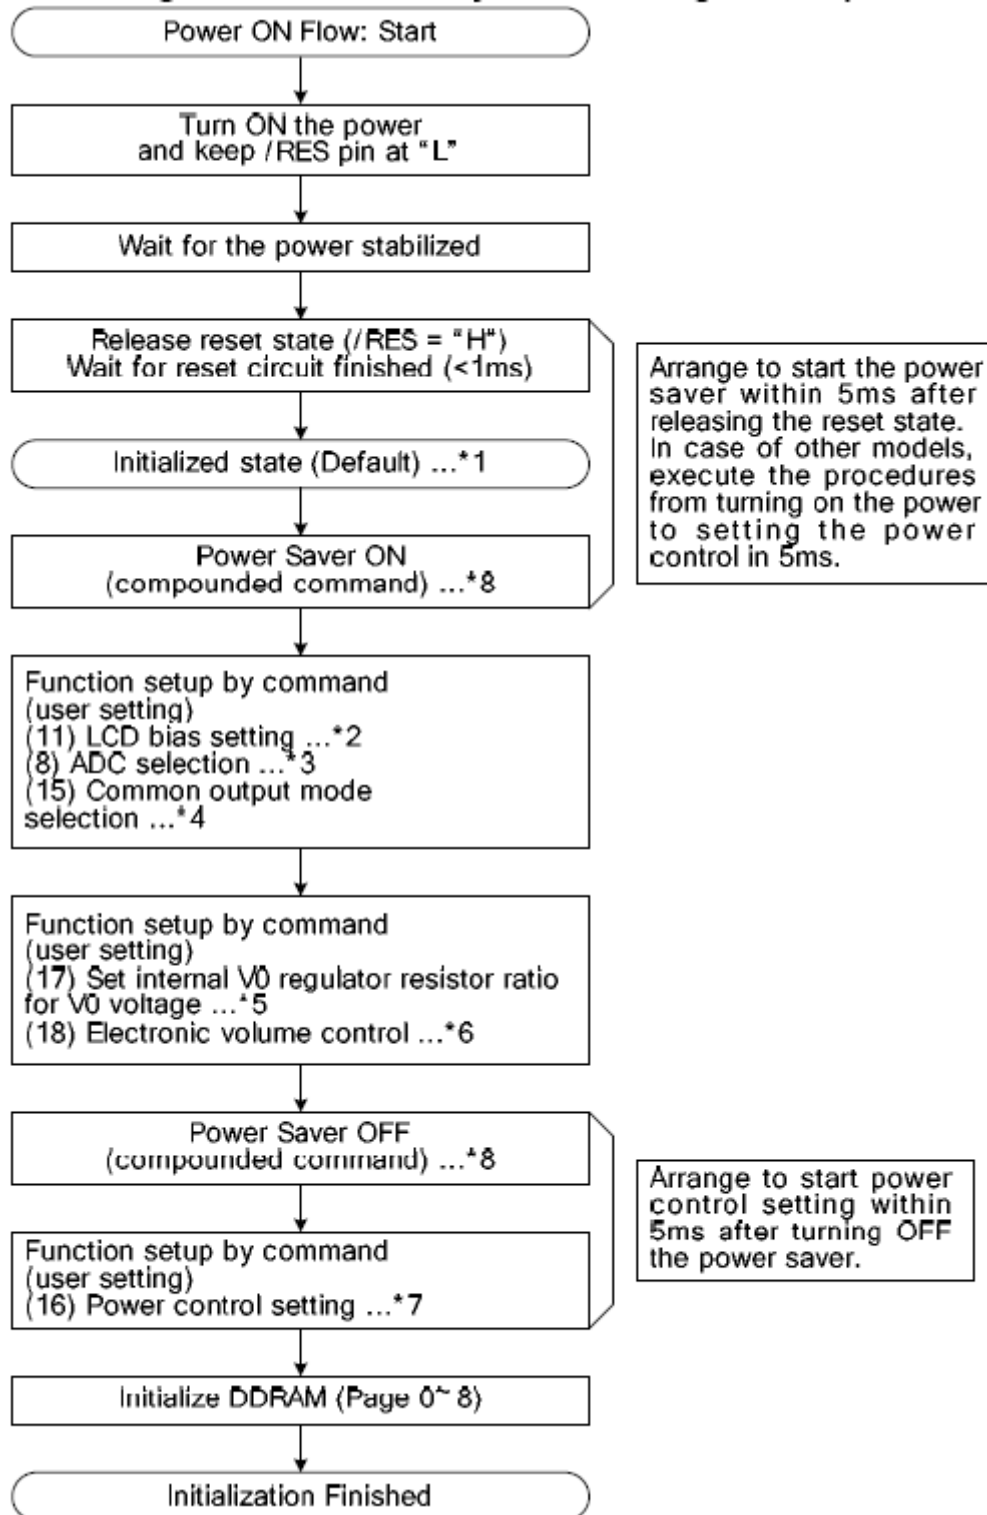 Power ON Flow: Start
Turn ON the power
and keep /RES pin at “L”
Wait for the power stabilized
Release reset state (/RES = “H”)
Wait for reset circuit finished (<1ms)
Initialized state (Default) ...*1
Power Saver ON
(compounded command) ...*8
Arrange to start the power
saver within 5ms after
releasing the reset state.
In case of other models,
execute the procedures
from turning on the power
to setting the power
control in 5ms.
Function setup by command
(user setting)
(11) LCD bias setting ...*2
(8) ADC selection ...*3
(15) Common output mode
selection ...*4
Function setup by command
(user setting)
(17) Set internal V0 regulator resistor ratio
for V0 voltage ...*5
(18) Electronic volume control ...*6
Power Saver OFF
(compounded command) ...*8
Function setup by command
(user setting)
(16) Power control setting ...*7
Arrange to start power
control setting within
5ms after turning OFF
the power saver.
Initialize DDRAM (Page 0~ 8)
Initialization Finished